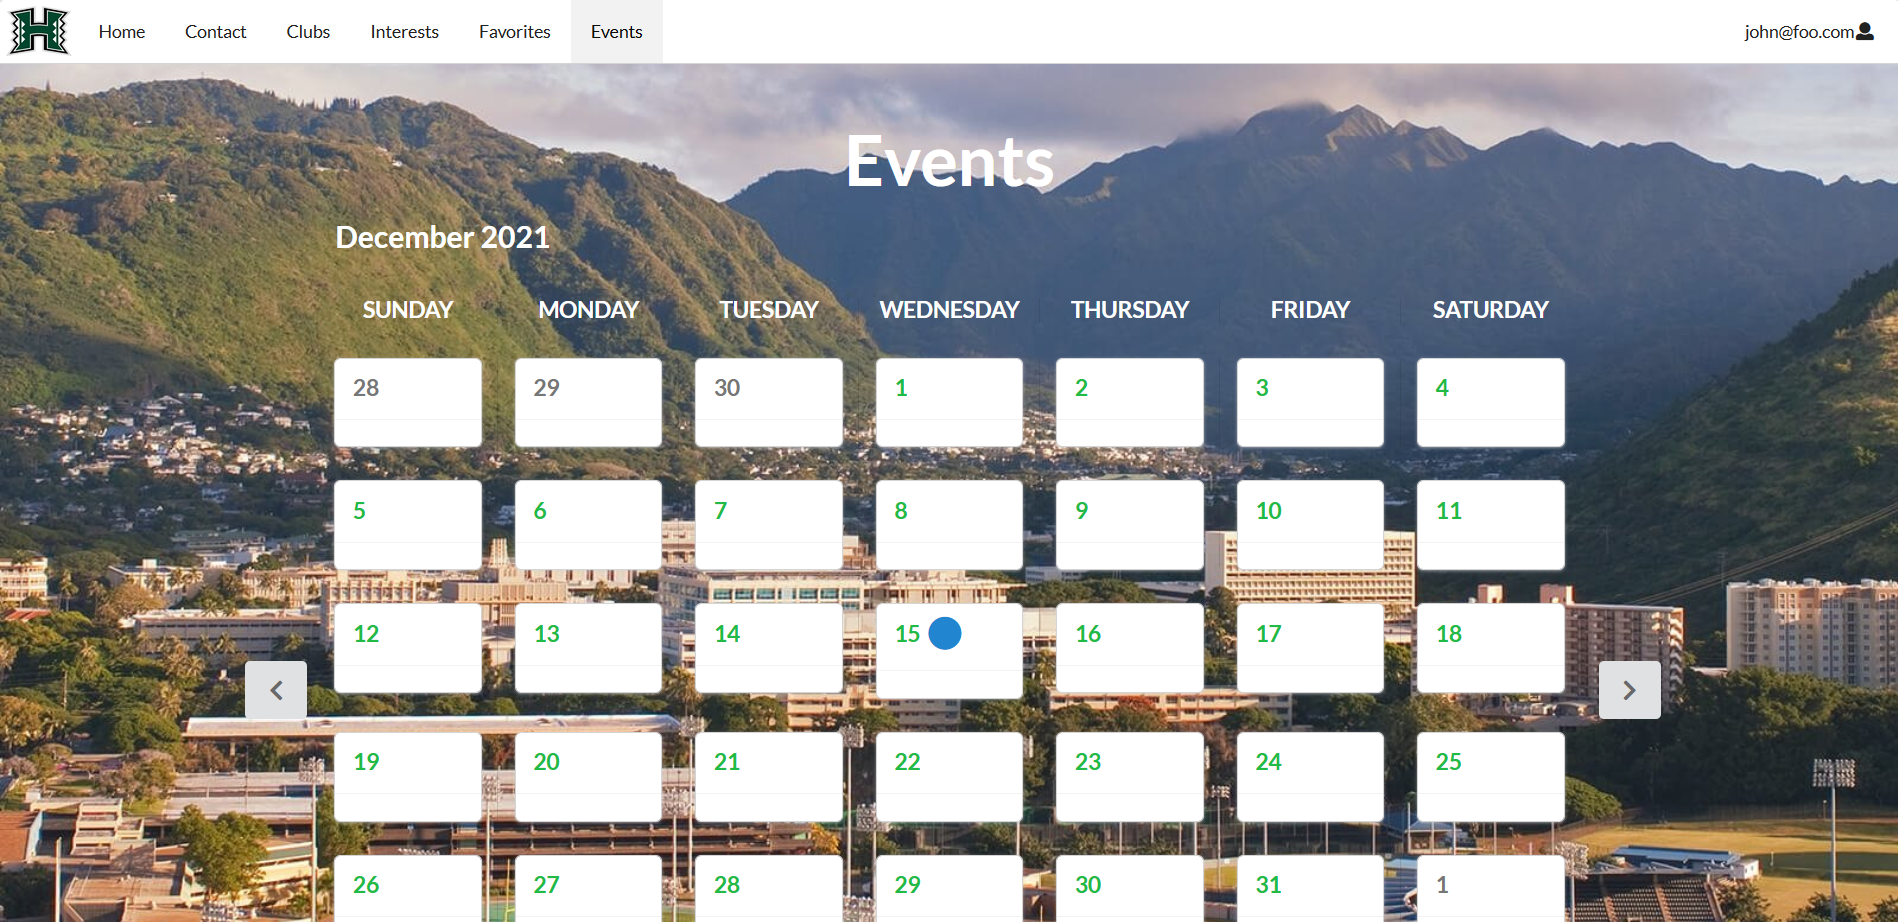 H
Home Contact Clubs Interests Favorites Events john@foo.com
Events
December 2021
SUNDAY MONDAY TUESDAY WEDNESDAY THURSDAY FRIDAY SATURDAY
28 29 30 1 2 3 4
5 6 7 8 9 10 11
12 13 14 15 16 17 18
19 20 21 22 23 24 25
26 27 28 29 30 31 1